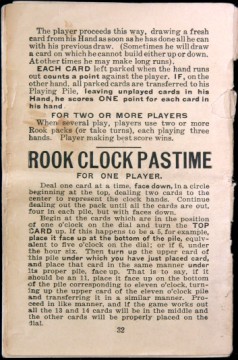 The player proceeds this way, drawing a fresh
card from his Hand as soon as he has done all he can
with his previous draw. (Sometimes he will draw
a card on which he cannot build either up or down.
At other times he may make long runs).
EACH CARD left parked when the hand runs
out counts a point against the player. IF, on the
other hand, all parked cards are transferred to his
Playing Pile, leaving unplayed cards in his
Hand, he scores ONE point for each card in
his hand
FOR TWO OR MORE PLAYERS
When several play, players use two or more
Rook packs (or take turns), each playing three
hands. Player making best score wins.
ROOK CLOCK PASTIME
FOR ONE PLAYER.
Deal one card at a time, face down, in a circle
beginning at the top, dealing two cards to the
center to represent the clock hands. Continue
dealing out the pack until all the cards are out,
four in each pile, but with faces down.
Begin at the cards which are in the position
of one o'clock on the dial and turn the TOP
CARD up. If this happens to be a 5, for example,
place it face up at the bottom of the pile, equiv-
alent to five o'clock on the dial; or if 6, under
the hour six. Then turn up the upper card of
this pile under which you have just placed card,
and place that card in the same manner under
its proper pile, face up. That is to say, if it
should be an 11, place it face up on the bottom
of the pile corresponding to eleven o'clock, turn-
ing up the upper card of the eleven o'clock pile
and transferring it in a similar manner. Pro-
ceed in like manner, and if the game works out
all the 13 and 14 cards will be in the middle and
the other cards will be properly placed on the
dial.
32